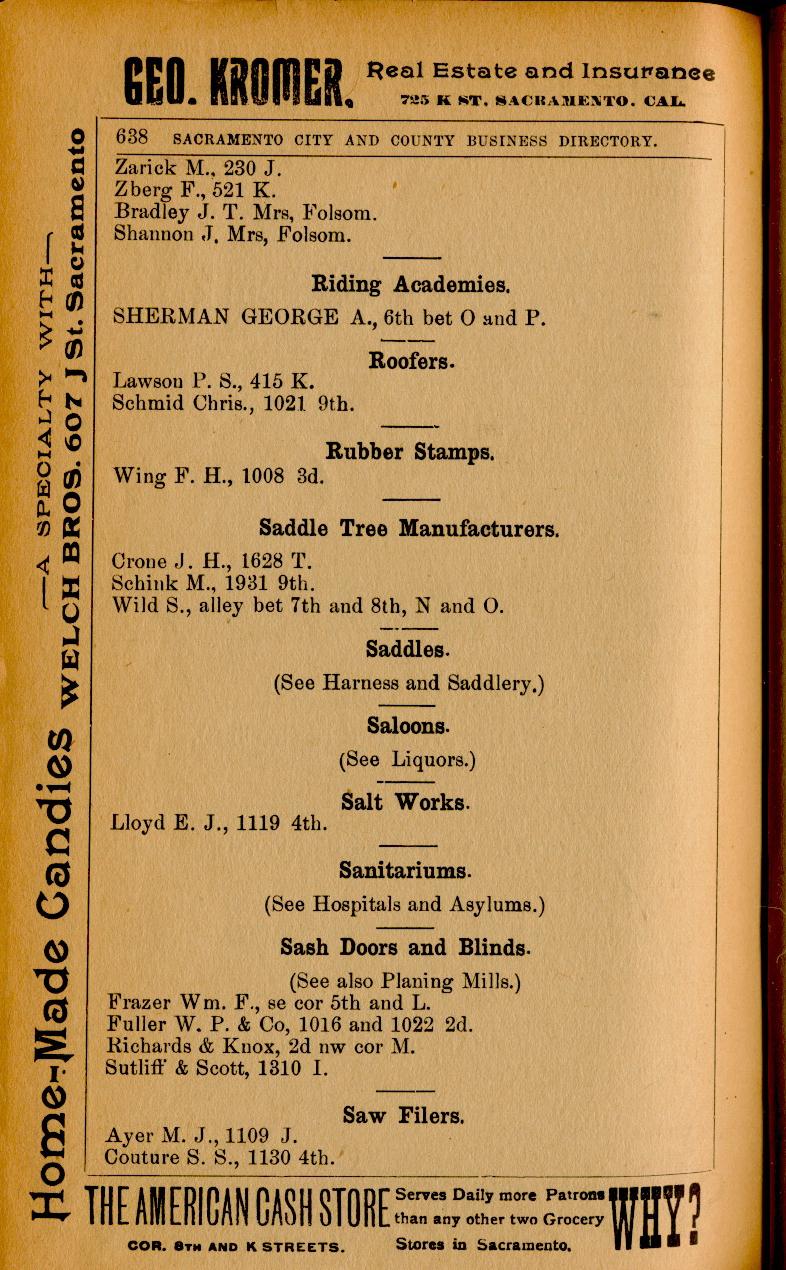 GEO. KROMER. Real Estate and Insurance
725 K ST. SACRAMENTO. CAL.
638 SACRAMENTO CITY AND COUNTY BUSINESS DIRECTORY.
Zarick M., 230 J.
Zberg F., 521 K.
Bradley J. T. Mrs, Folsom.
Shannon J. Mrs, Folsom.
Riding Academies.
SHERMAN GEORGE A., 6th bet O and P.
Roofers.
Lawson P. S., 415 K.
Schmid Chris., 1021 9th.
Rubber Stamps.
Wing F. H., 1008 3d.
Saddle Tree Manufacturers.
Crone J. H., 1628 T.
Schink M., 1931 9th.
Wild S., alley bet 7th and 8th, N and O.
Saddles.
(See Harness and Saddlery.)
Saloons.
(See Liquors.)
Salt Works.
Lloyd E. J., 1119 4th.
Sanitariums.
(See Hospitals and Asylums.)
Sash Doors and Blinds.
(See also Planing Mills.)
Frazer Wm. F., se cor 5th and L.
Fuller W. P. & Co, 1016 and 1022 2d.
Richards & Knox, 2d nw cor M.
Sutliff & Scott, 1310 I.
Saw Filers.
Ayer M. J., 1109 J.
Couture S. S., 1130 4th.
Home-Made Candies
—A SPECIALTY WITH—
WELCH BROS. 607 J St. Sacramento
THE AMERICAN CASH STORE
COR. 8TH AND K STREETS.
Serves Daily more Patrons
than any other two Grocery
Stores in Sacramento.
WHY?